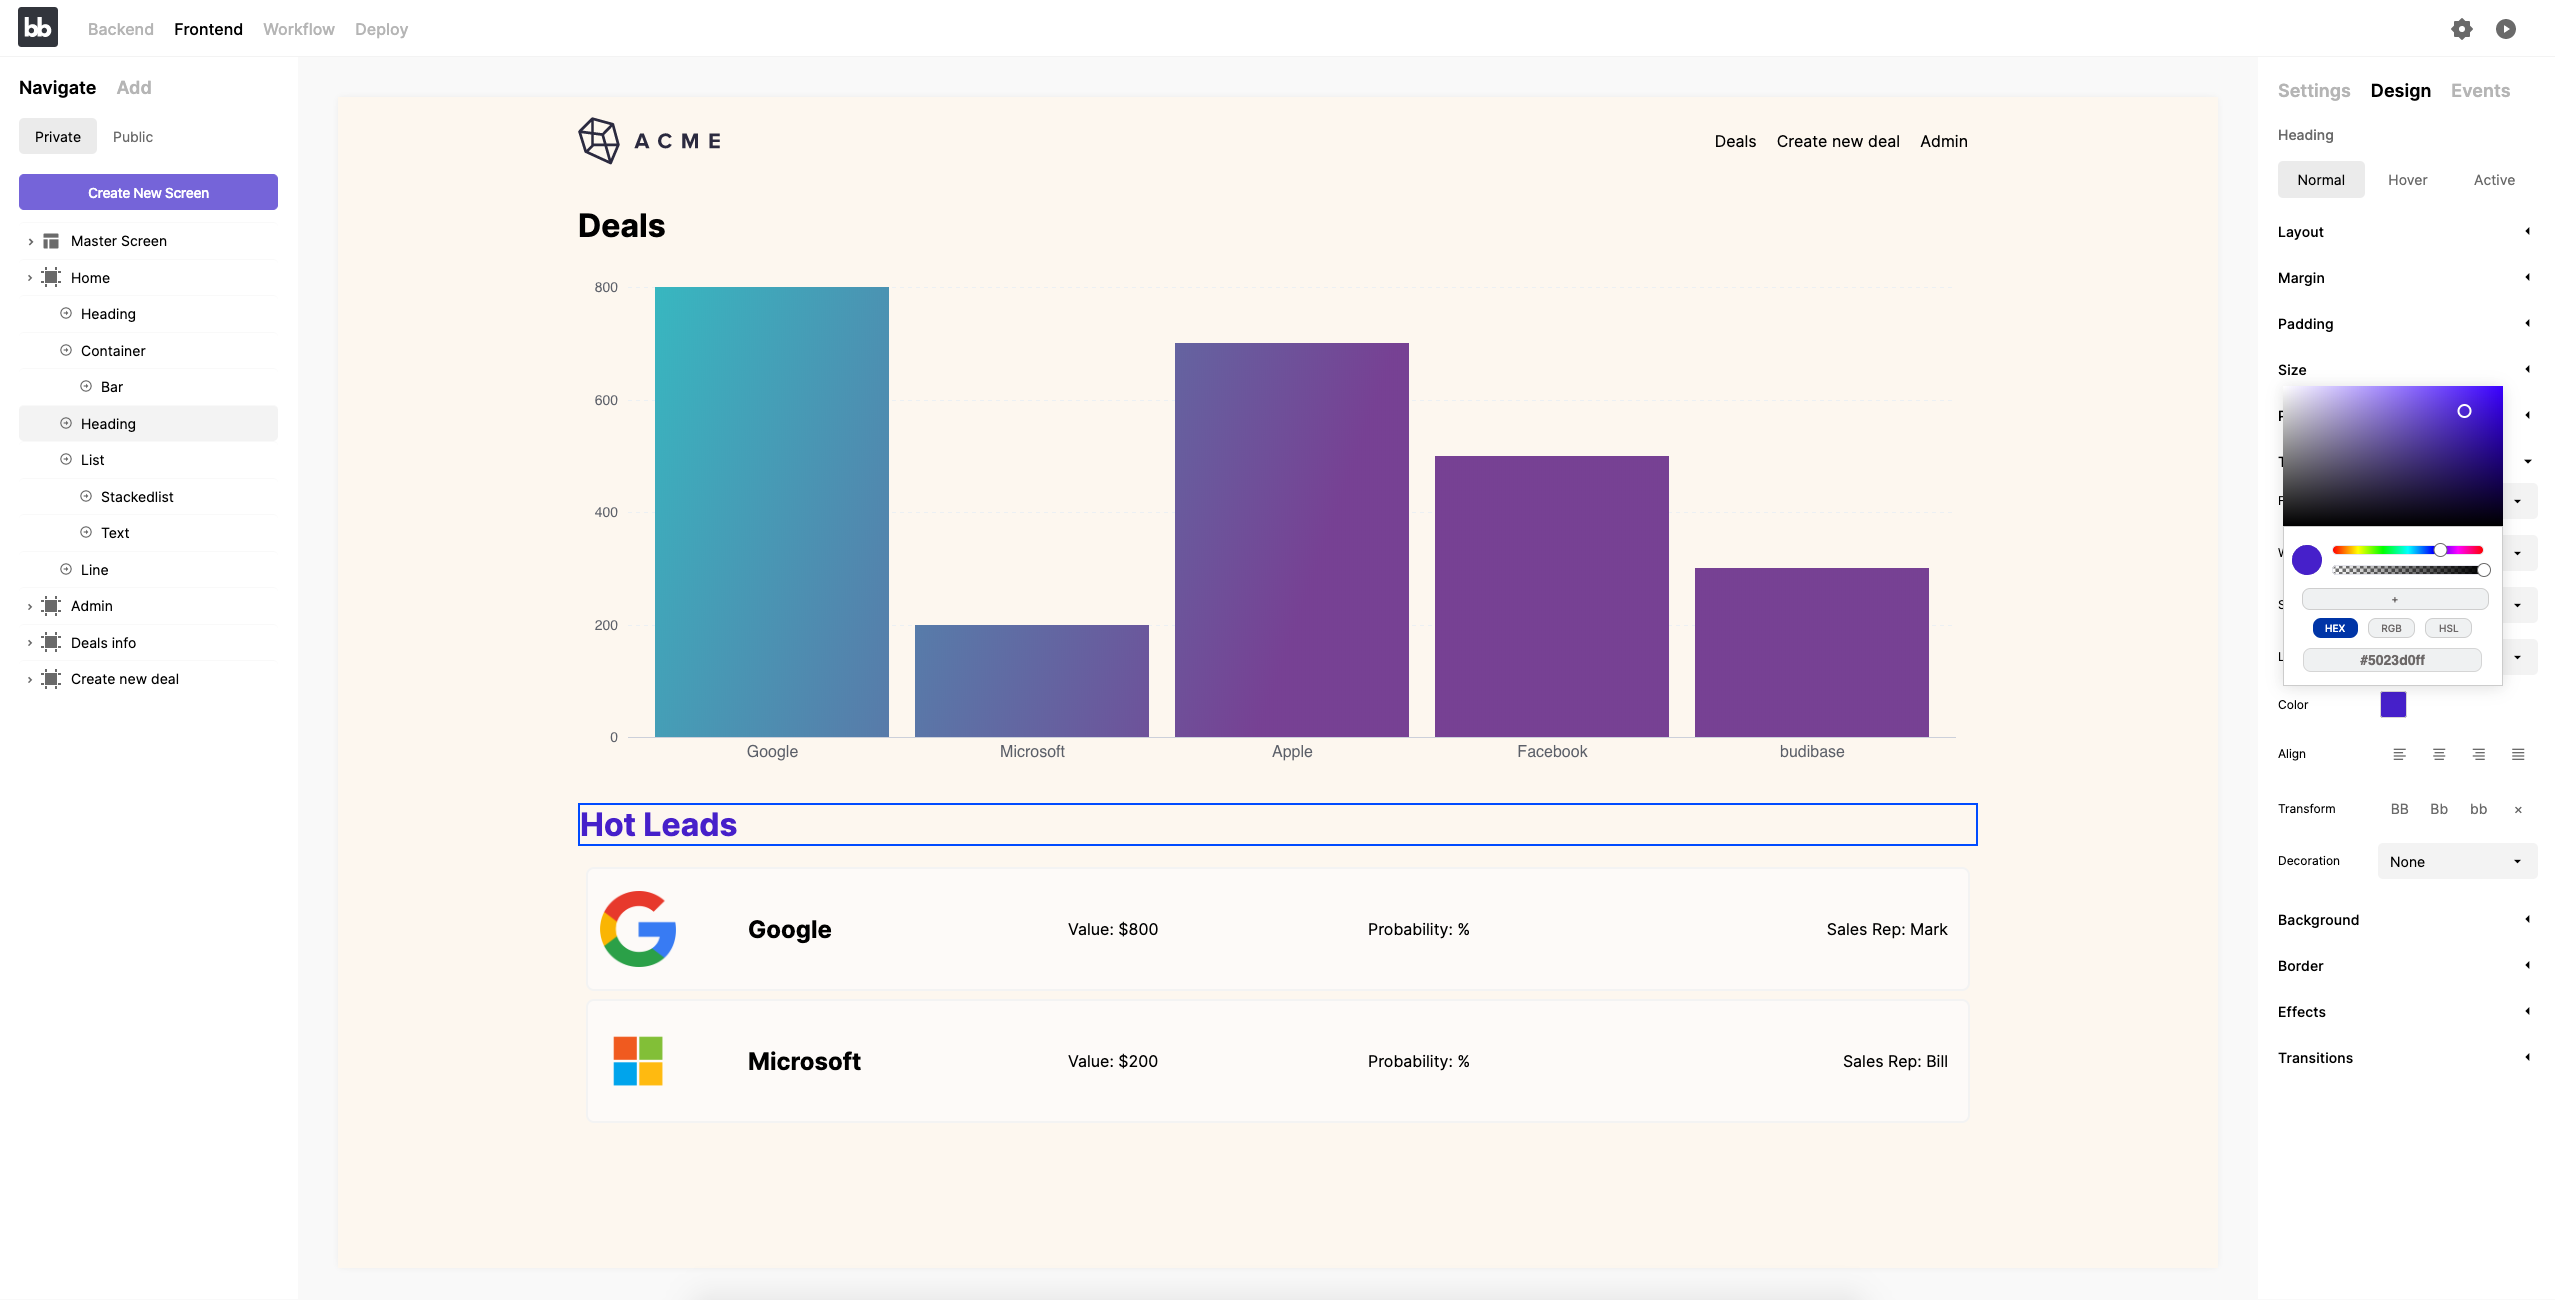 bb Backend Frontend Workflow Deploy
Navigate Add
Private Public
Create New Screen
Master Screen
Home
Heading
Container
Bar
Heading
List
Stackedlist
Text
Line
Admin
Deals info
Create new deal
ACME Deals Create new deal Admin
Deals
800
600
400
200
0
Google Microsoft Apple Facebook budibase
Hot Leads
Google Value: $800 Probability: % Sales Rep: Mark
Microsoft Value: $200 Probability: % Sales Rep: Bill
Settings Design Events
Heading
Normal Hover Active
Layout
Margin
Padding
Size
+
HEX RGB HSL
#5023d0ff
Color
Align
Transform BB Bb bb ×
Decoration None
Background
Border
Effects
Transitions